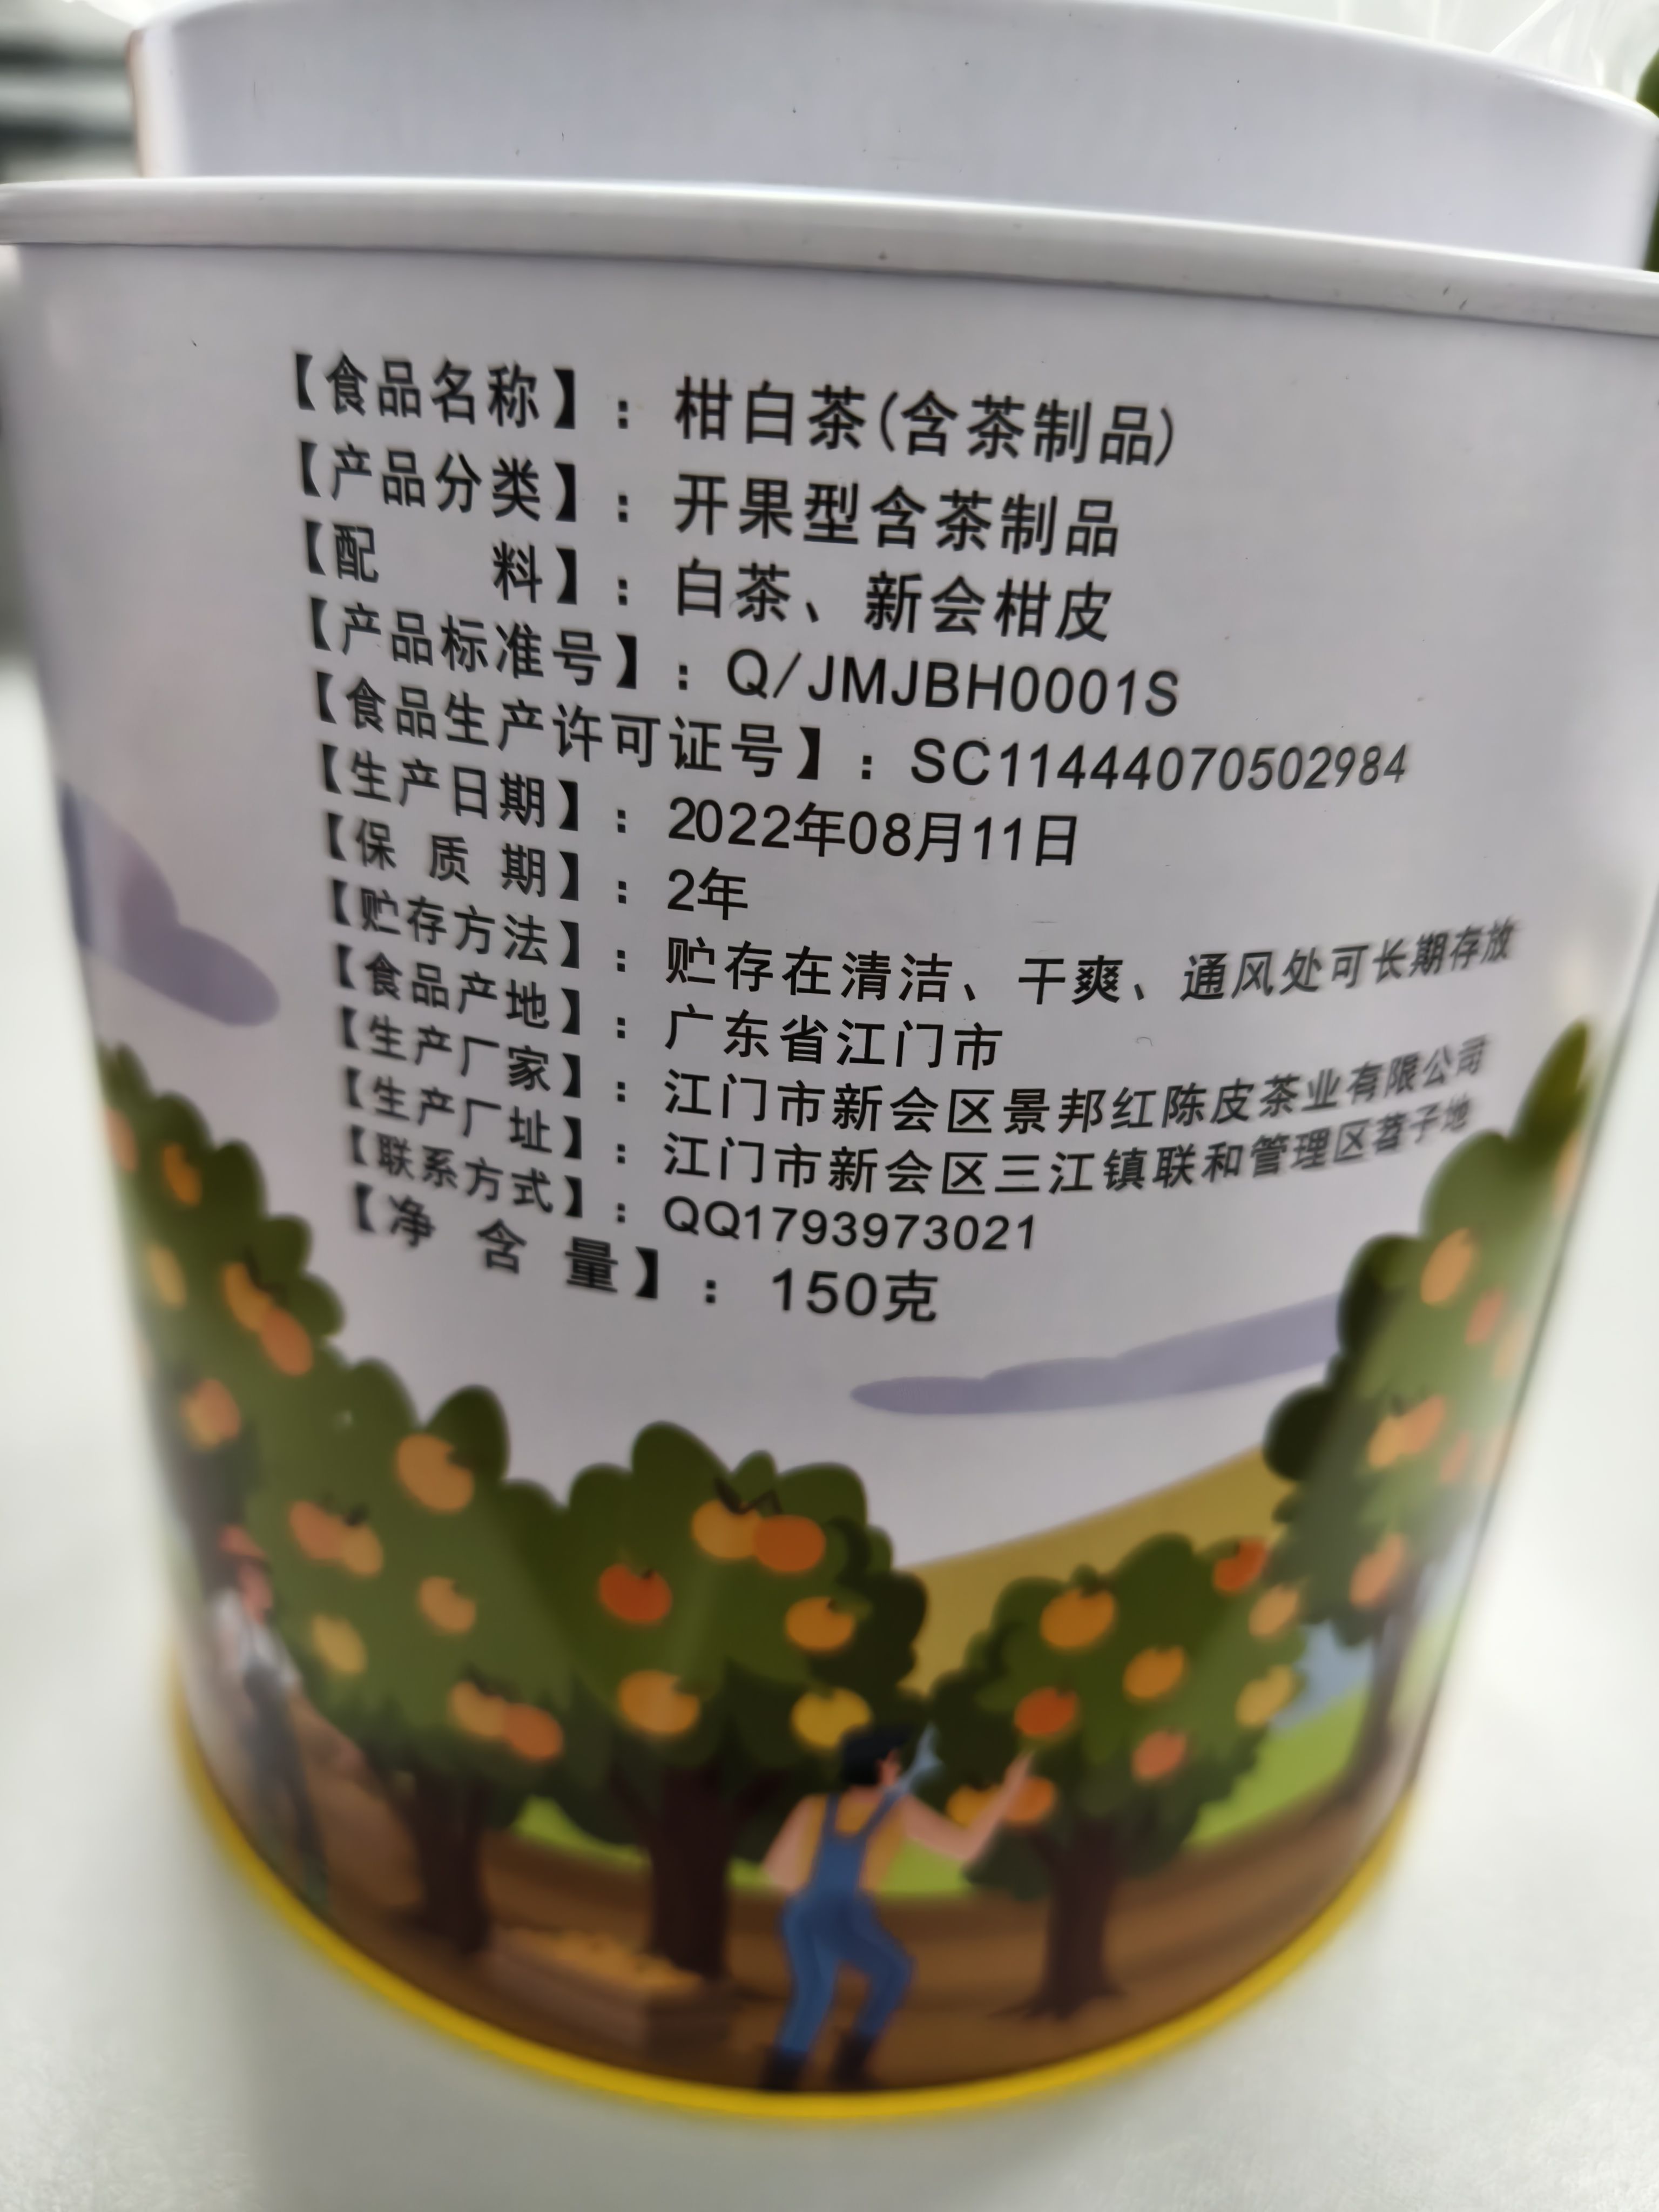 【食品名称】：柑白茶(含茶制品)
【产品分类】：开果型含茶制品
【配 料】：白茶、新会柑皮
【产品标准号】：Q/JMJBH0001S
【食品生产许可证号】：SC11444070502984
【生产日期】：2022年08月11日
【保 质 期】：2年
【贮存方法】：贮存在清洁、干爽、通风处可长期存放
【食品产地】：广东省江门市
【生产厂家】：江门市新会区景邦红陈皮茶业有限公司
【生产厂址】：江门市新会区三江镇联和管理区
【联系方式】：QQ1793973021
【净 含 量】：150克